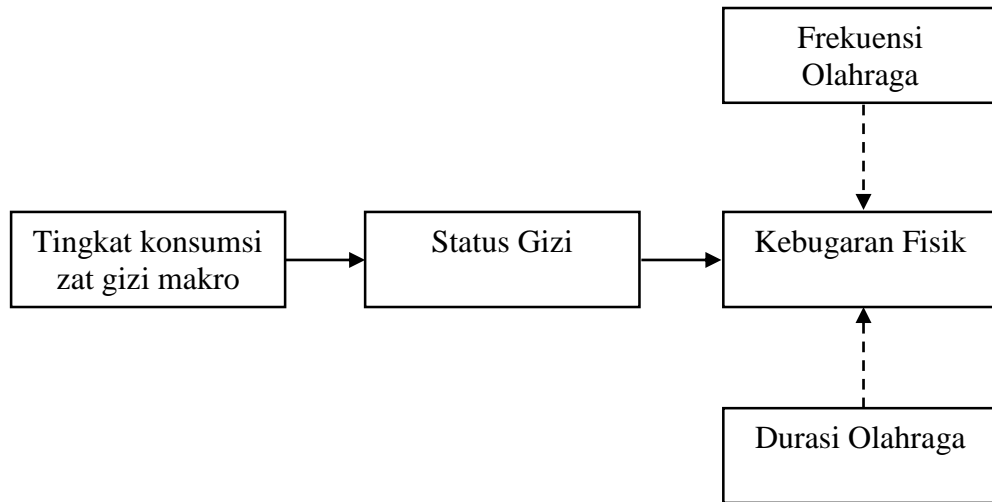 Frekuensi
Olahraga
Tingkat konsumsi
zat gizi makro
Status Gizi
Kebugaran Fisik
Durasi Olahraga